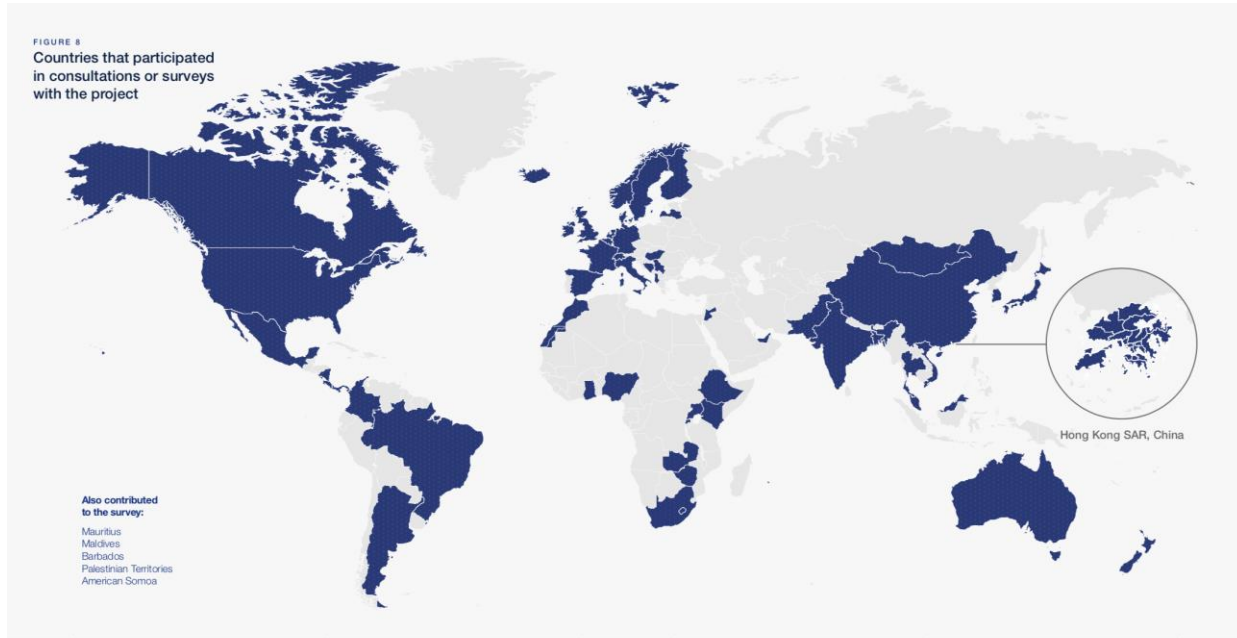 FIGURE 8
Countries that participated
in consultations or surveys
with the project
Hong Kong SAR, China
Also contributed
to the survey:
Mauritius
Maldives
Barbados
Palestinian Territories
American Somoa